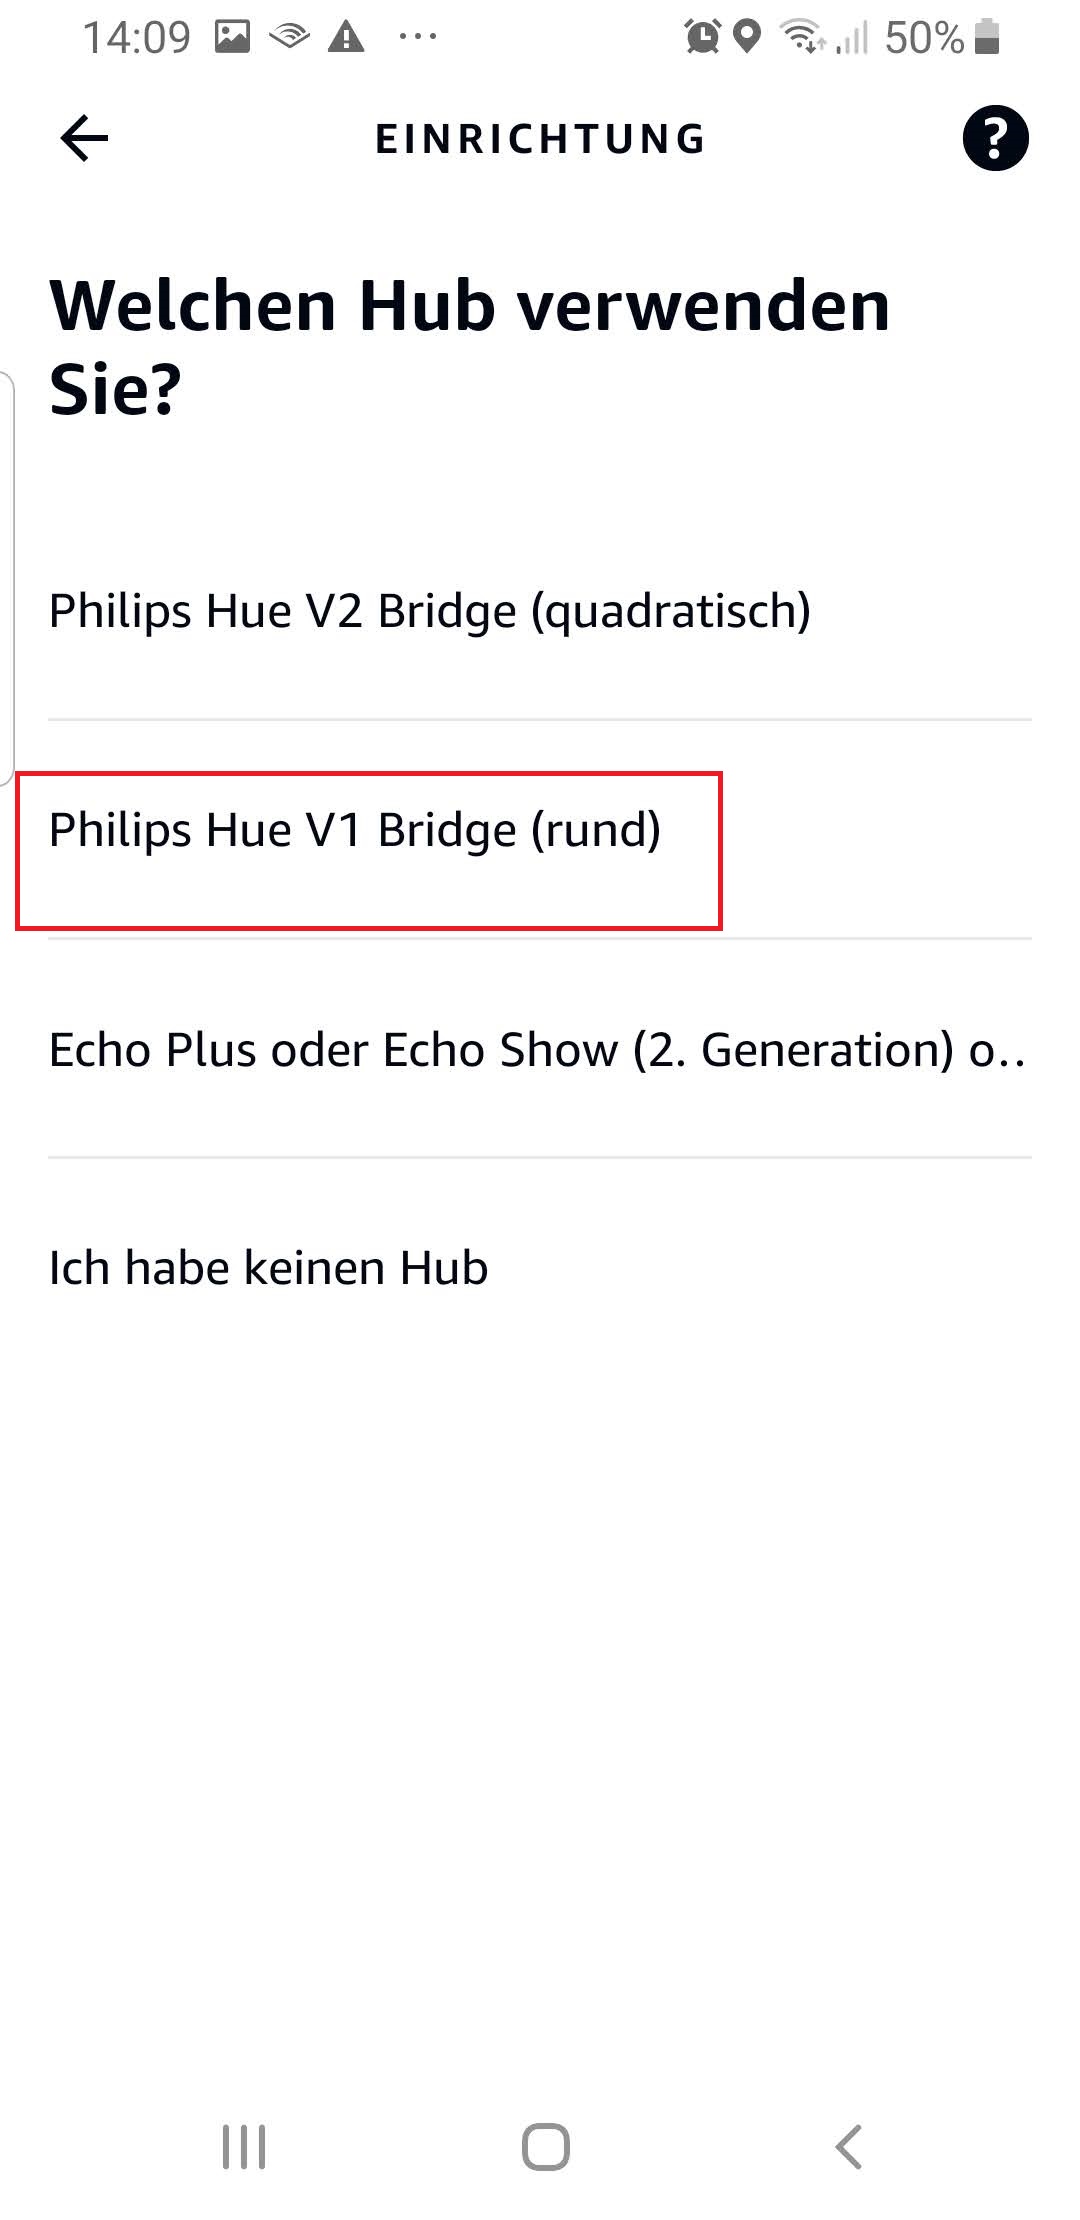 14:09 50%
EINRICHTUNG
Welchen Hub verwenden
Sie?
Philips Hue V2 Bridge (quadratisch)
Philips Hue V1 Bridge (rund)
Echo Plus oder Echo Show (2. Generation) o..
Ich habe keinen Hub